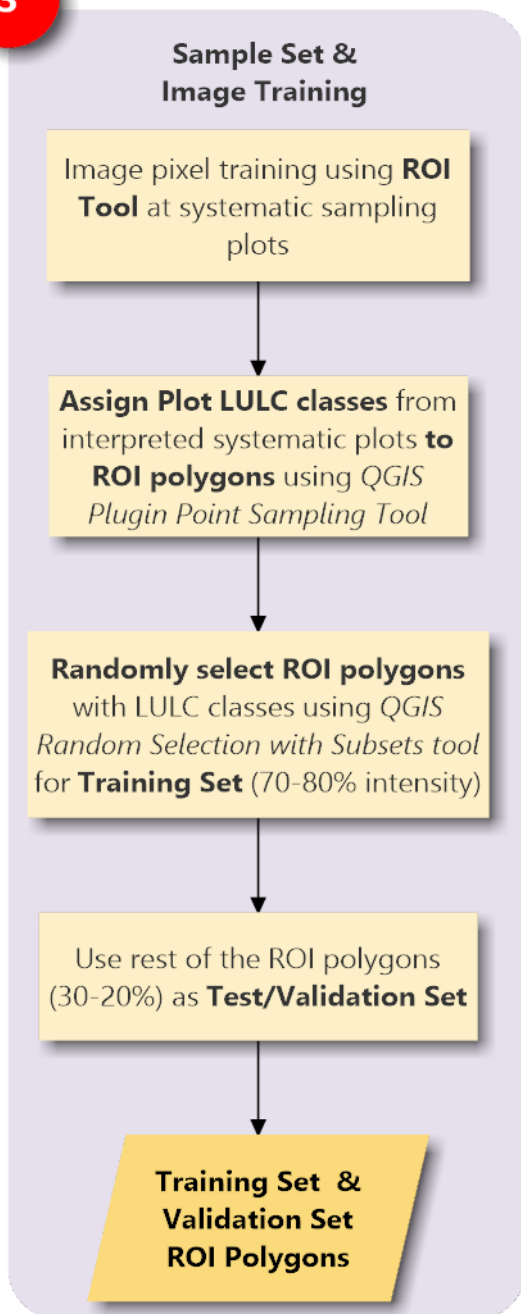 Sample Set &
Image Training
Image pixel training using ROI
Tool at systematic sampling
plots
Assign Plot LULC classes from
interpreted systematic plots to
ROI polygons using QGIS
Plugin Point Sampling Tool
Randomly select ROI polygons
with LULC classes using QGIS
Random Selection with Subsets tool
for Training Set (70-80% intensity)
Use rest of the ROI polygons
(30-20%) as Test/Validation Set
Training Set &
Validation Set
ROI Polygons